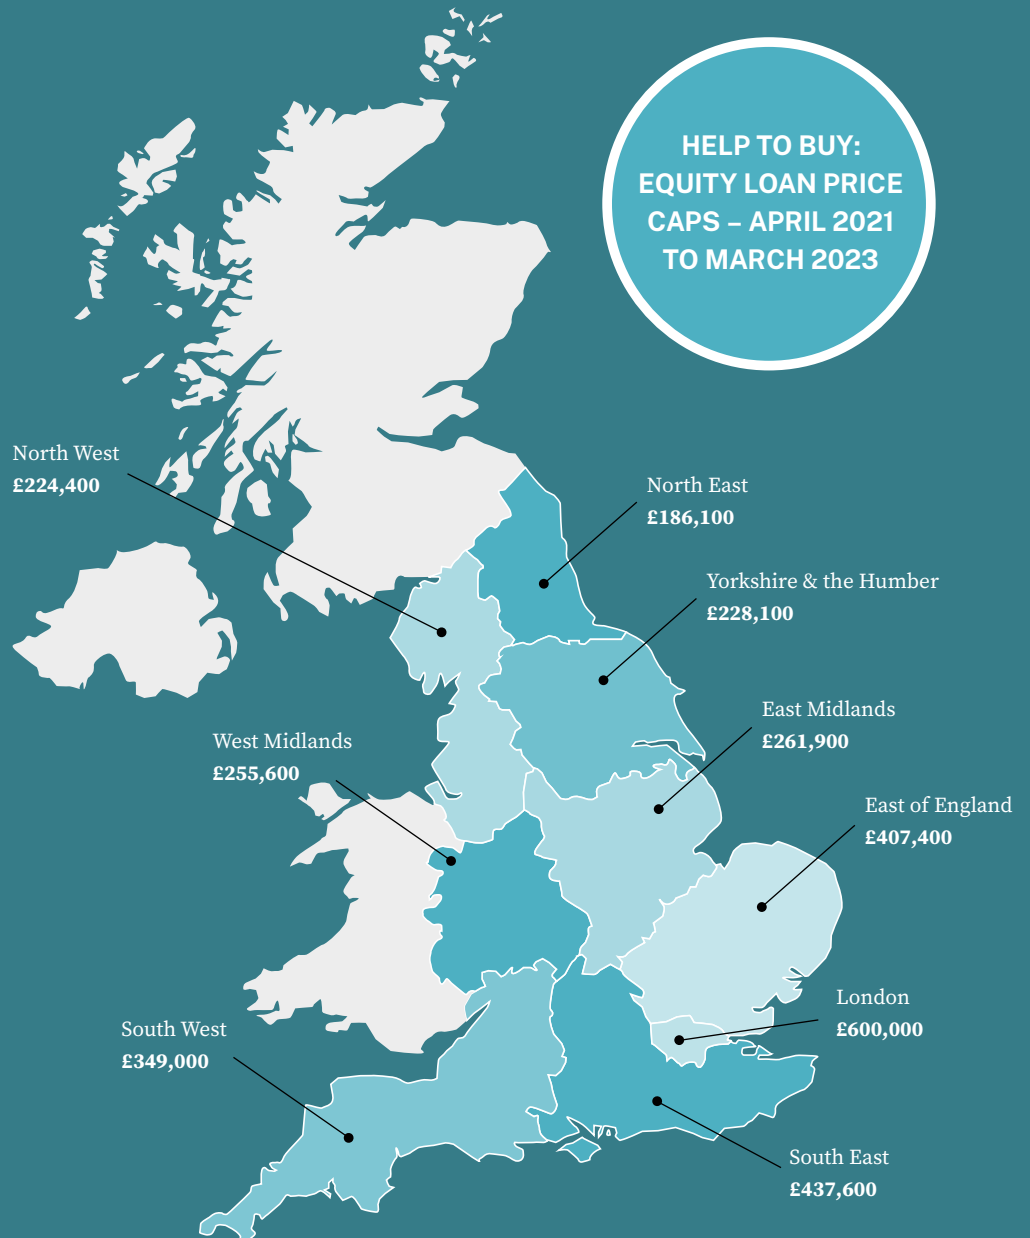 HELP TO BUY:
EQUITY LOAN PRICE
CAPS – APRIL 2021
TO MARCH 2023
North West
£224,400
North East
£186,100
Yorkshire & the Humber
£228,100
East Midlands
£261,900
West Midlands
£255,600
East of England
£407,400
London
£600,000
South West
£349,000
South East
£437,600